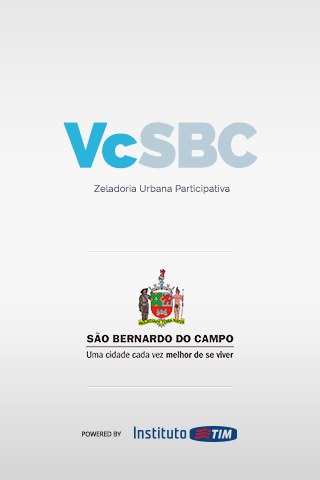 VcSBC
Zeladoria Urbana Participativa
SÃO BERNARDO DO CAMPO
Uma cidade cada vez melhor de se viver
POWERED BY Instituto TIM